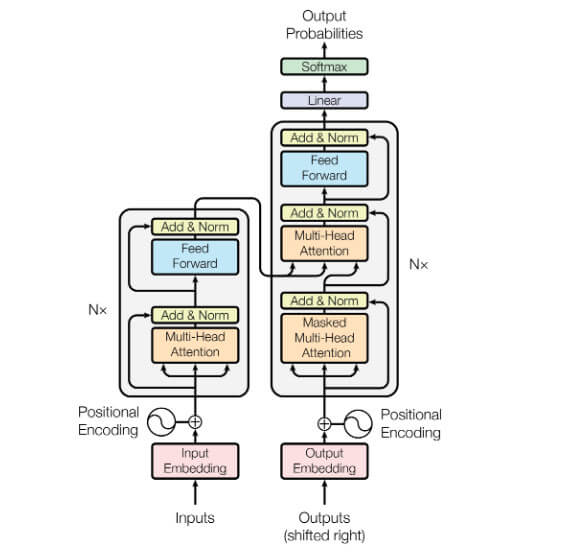 Output
Probabilities
Softmax
Linear
Add & Norm
Feed
Forward
Add & Norm
Multi-Head
Attention
Add & Norm
Masked
Multi-Head
Attention
Nx
Add & Norm
Feed
Forward
Add & Norm
Multi-Head
Attention
Nx
Positional
Encoding
Positional
Encoding
Input
Embedding
Output
Embedding
Inputs
Outputs
(shifted right)